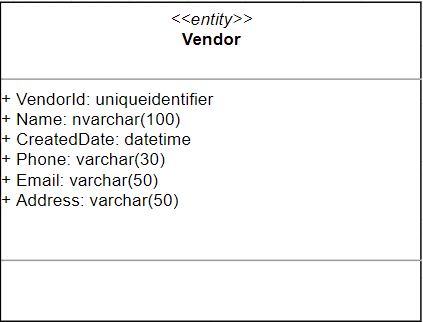 <<entity>>
Vendor
+ VendorId: uniqueidentifier
+ Name: nvarchar(100)
+ CreatedDate: datetime
+ Phone: varchar(30)
+ Email: varchar(50)
+ Address: varchar(50)